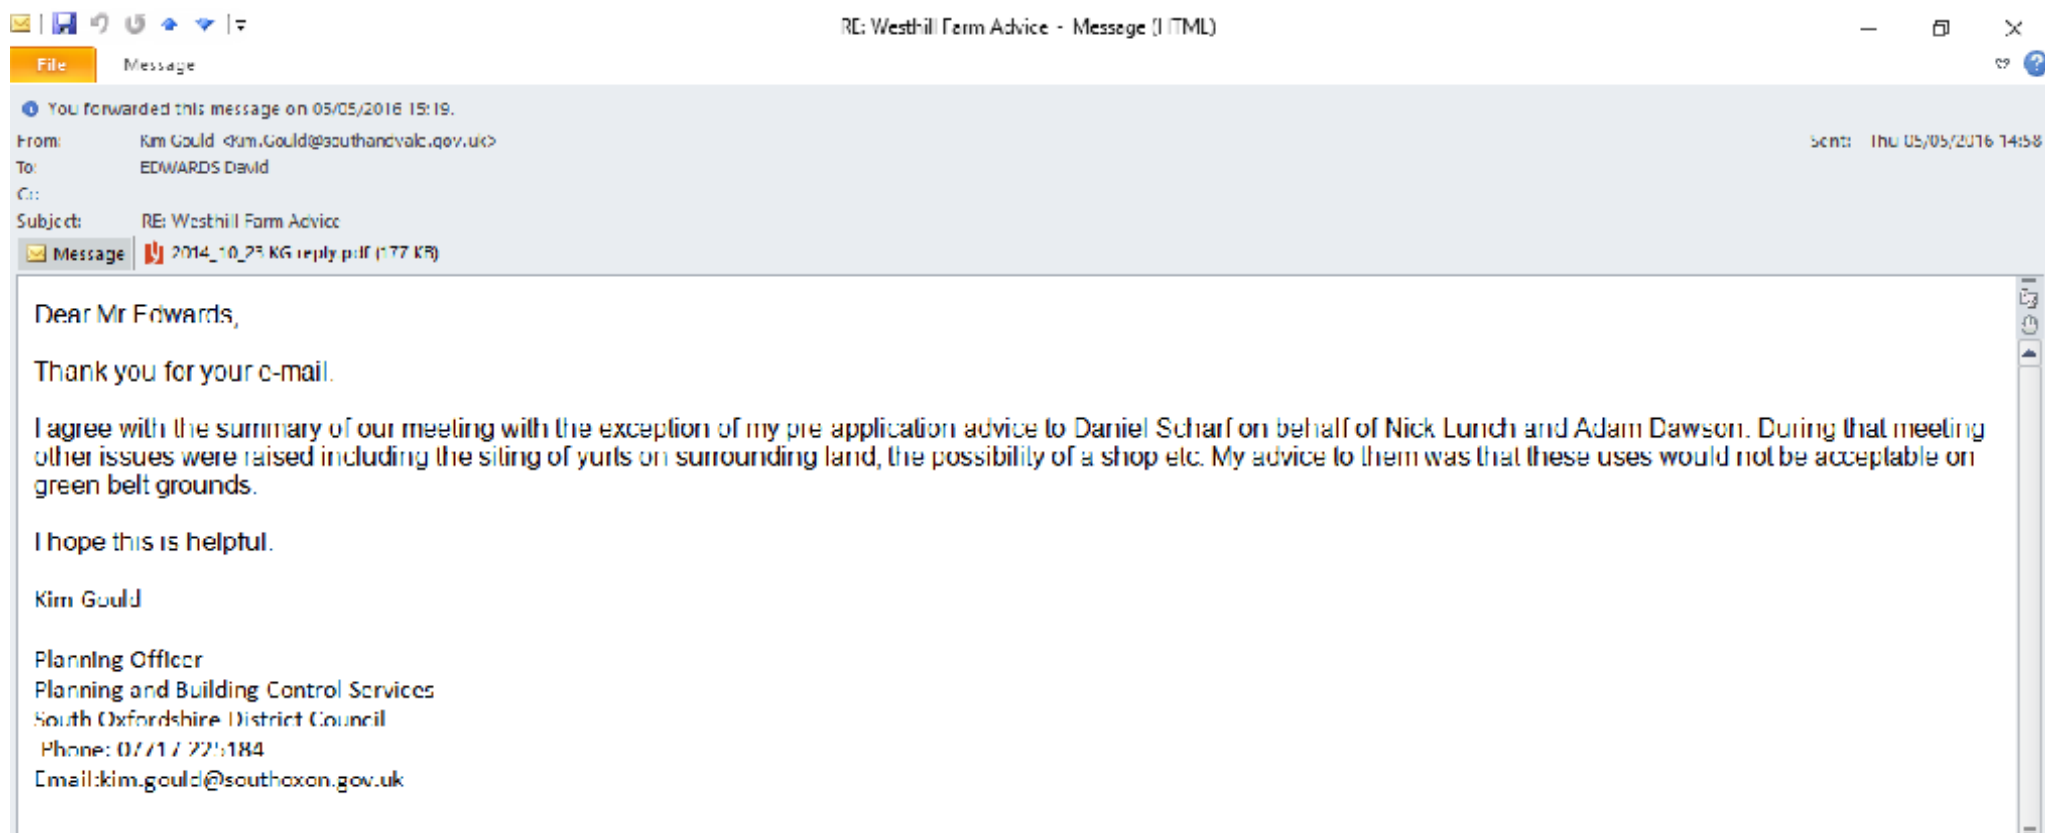 RE: Westhill Farm Advice - Message (HTML)
File Message
You forwarded this message on 05/05/2016 15:19.
From: Kim Gould <Kim.Gould@southandvale.gov.uk> Sent: Thu 05/05/2016 14:58
To: EDWARDS David
Cc:
Subject: RE: Westhill Farm Advice
Message 2014_10_23 KG reply.pdf (177 KB)
Dear Mr Edwards,
Thank you for your e-mail.
I agree with the summary of our meeting with the exception of my pre application advice to Daniel Scharf on behalf of Nick Lunch and Adam Dawson. During that meeting
other issues were raised including the siting of yurts on surrounding land, the possibility of a shop etc. My advice to them was that these uses would not be acceptable on
green belt grounds.
I hope this is helpful.
Kim Gould
Planning Officer
Planning and Building Control Services
South Oxfordshire District Council
Phone: 07717 225184
Email:kim.gould@southoxon.gov.uk